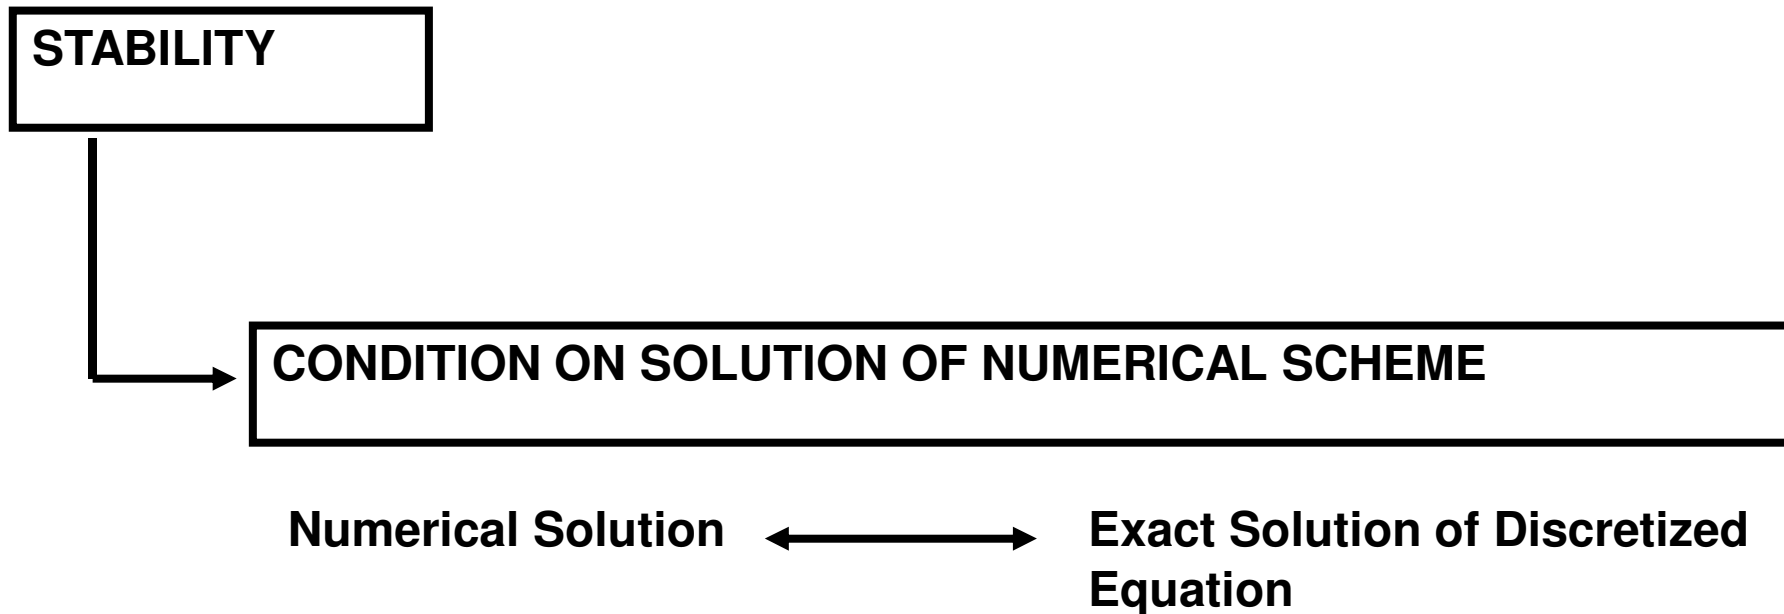 STABILITY
CONDITION ON SOLUTION OF NUMERICAL SCHEME
Numerical Solution
Exact Solution of Discretized
Equation